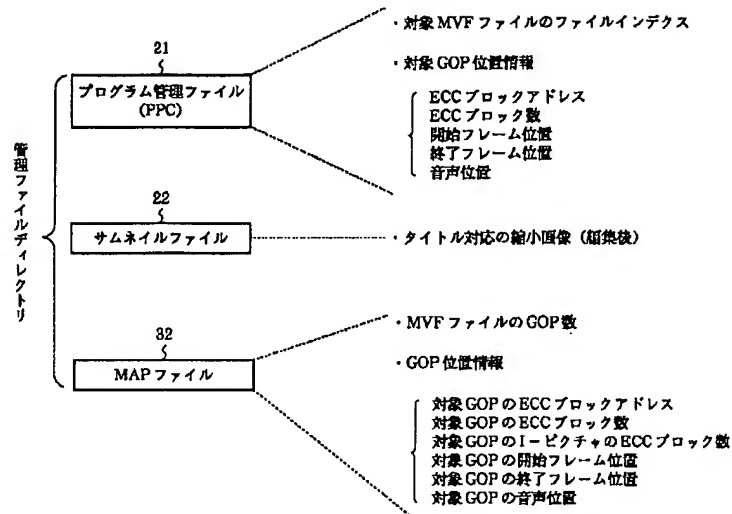 管理ファイルディレクトリ
21
プログラム管理ファイル
(PPC)
・対象MVFファイルのファイルインデクス
・対象GOP位置情報
ECCブロックアドレス
ECCブロック数
開始フレーム位置
終了フレーム位置
音声位置
22
サムネイルファイル
・タイトル対応の縮小画像（編集後）
32
MAPファイル
・MVFファイルのGOP数
・GOP位置情報
対象GOPのECCブロックアドレス
対象GOPのECCブロック数
対象GOPのI−ピクチャのECCブロック数
対象GOPの開始フレーム位置
対象GOPの終了フレーム位置
対象GOPの音声位置